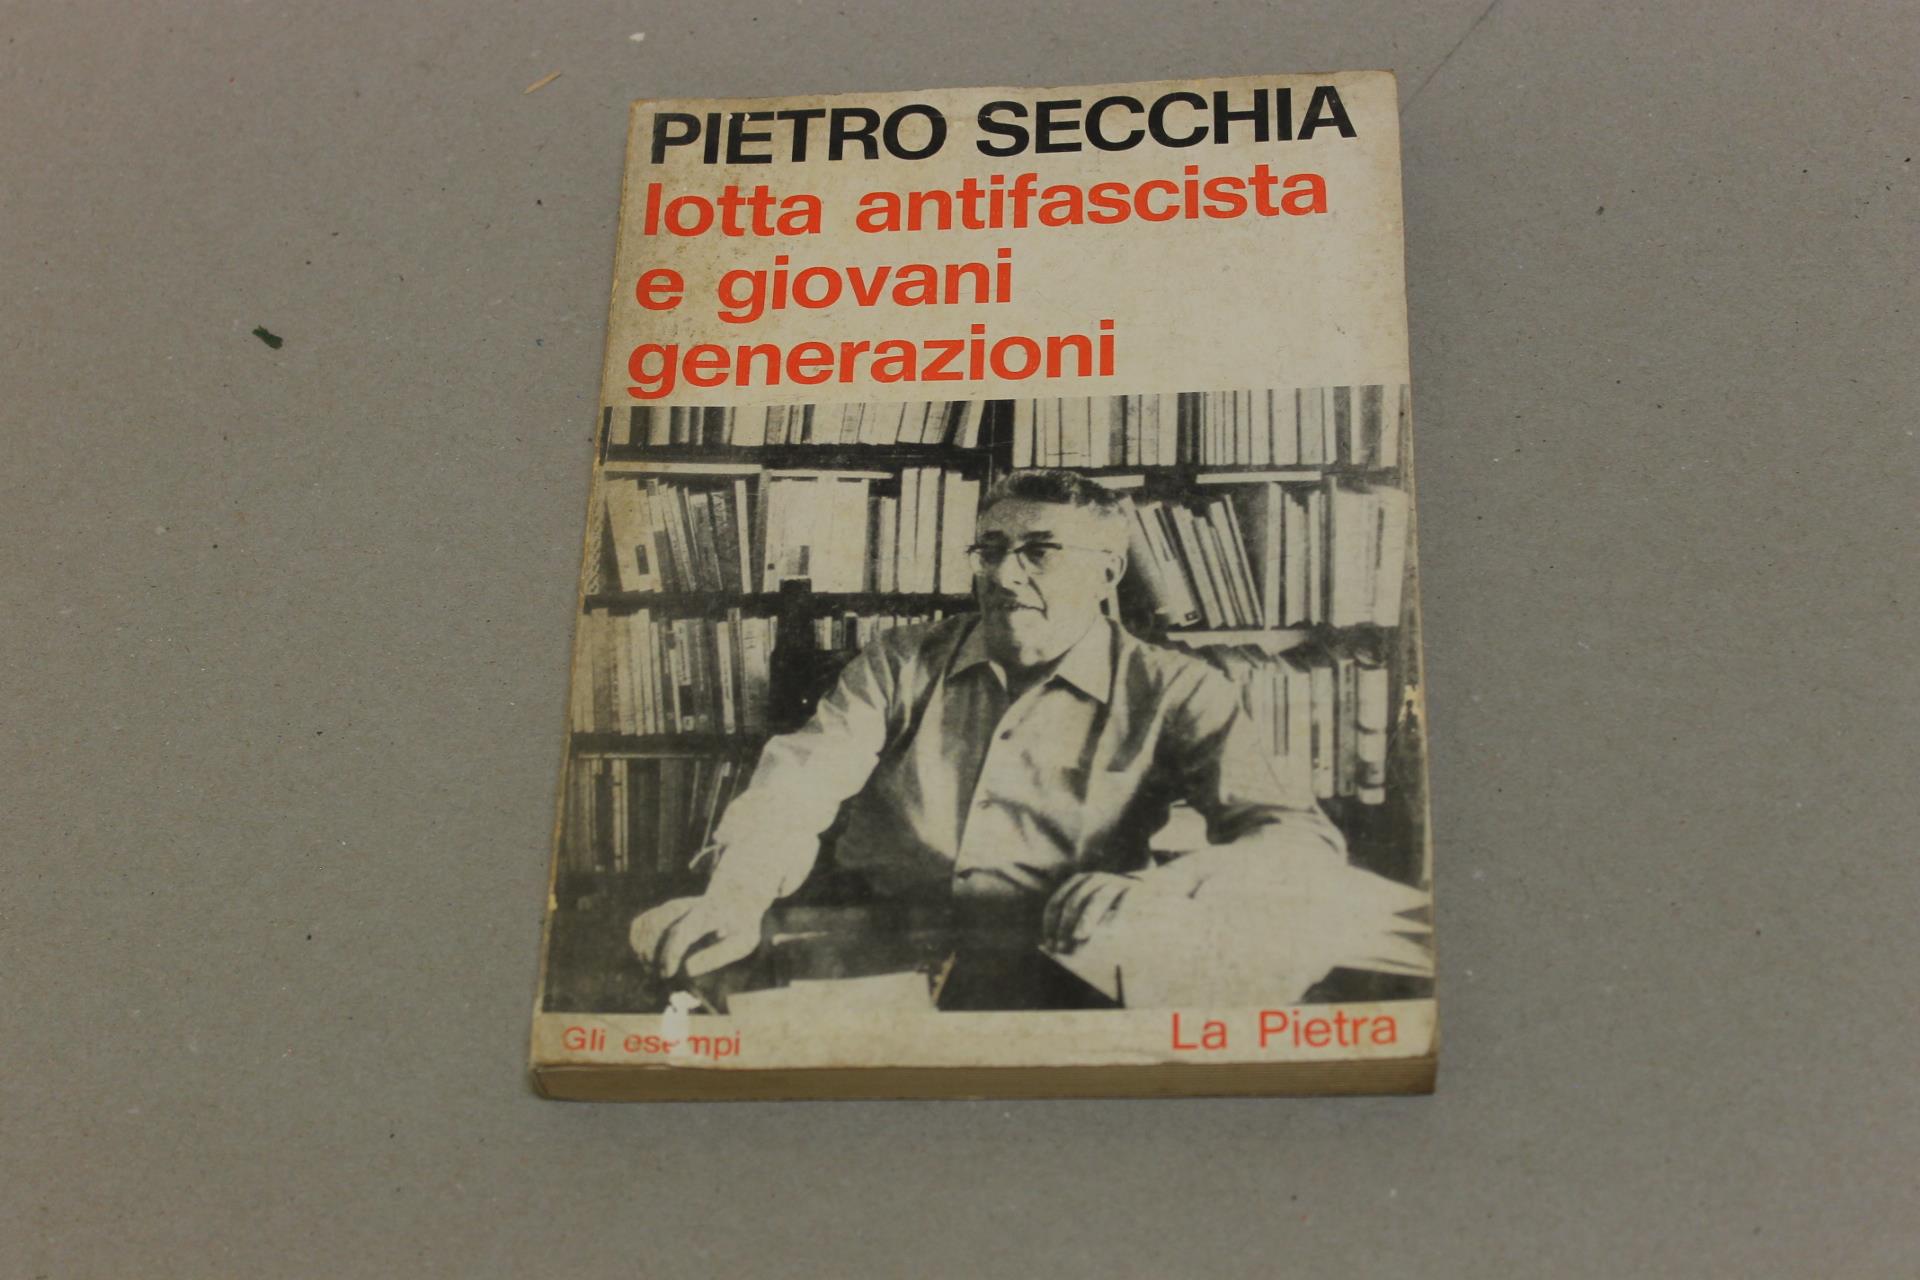 PIETRO SECCHIA
lotta antifascista
e giovani
generazioni
Gli esempi
La Pietra